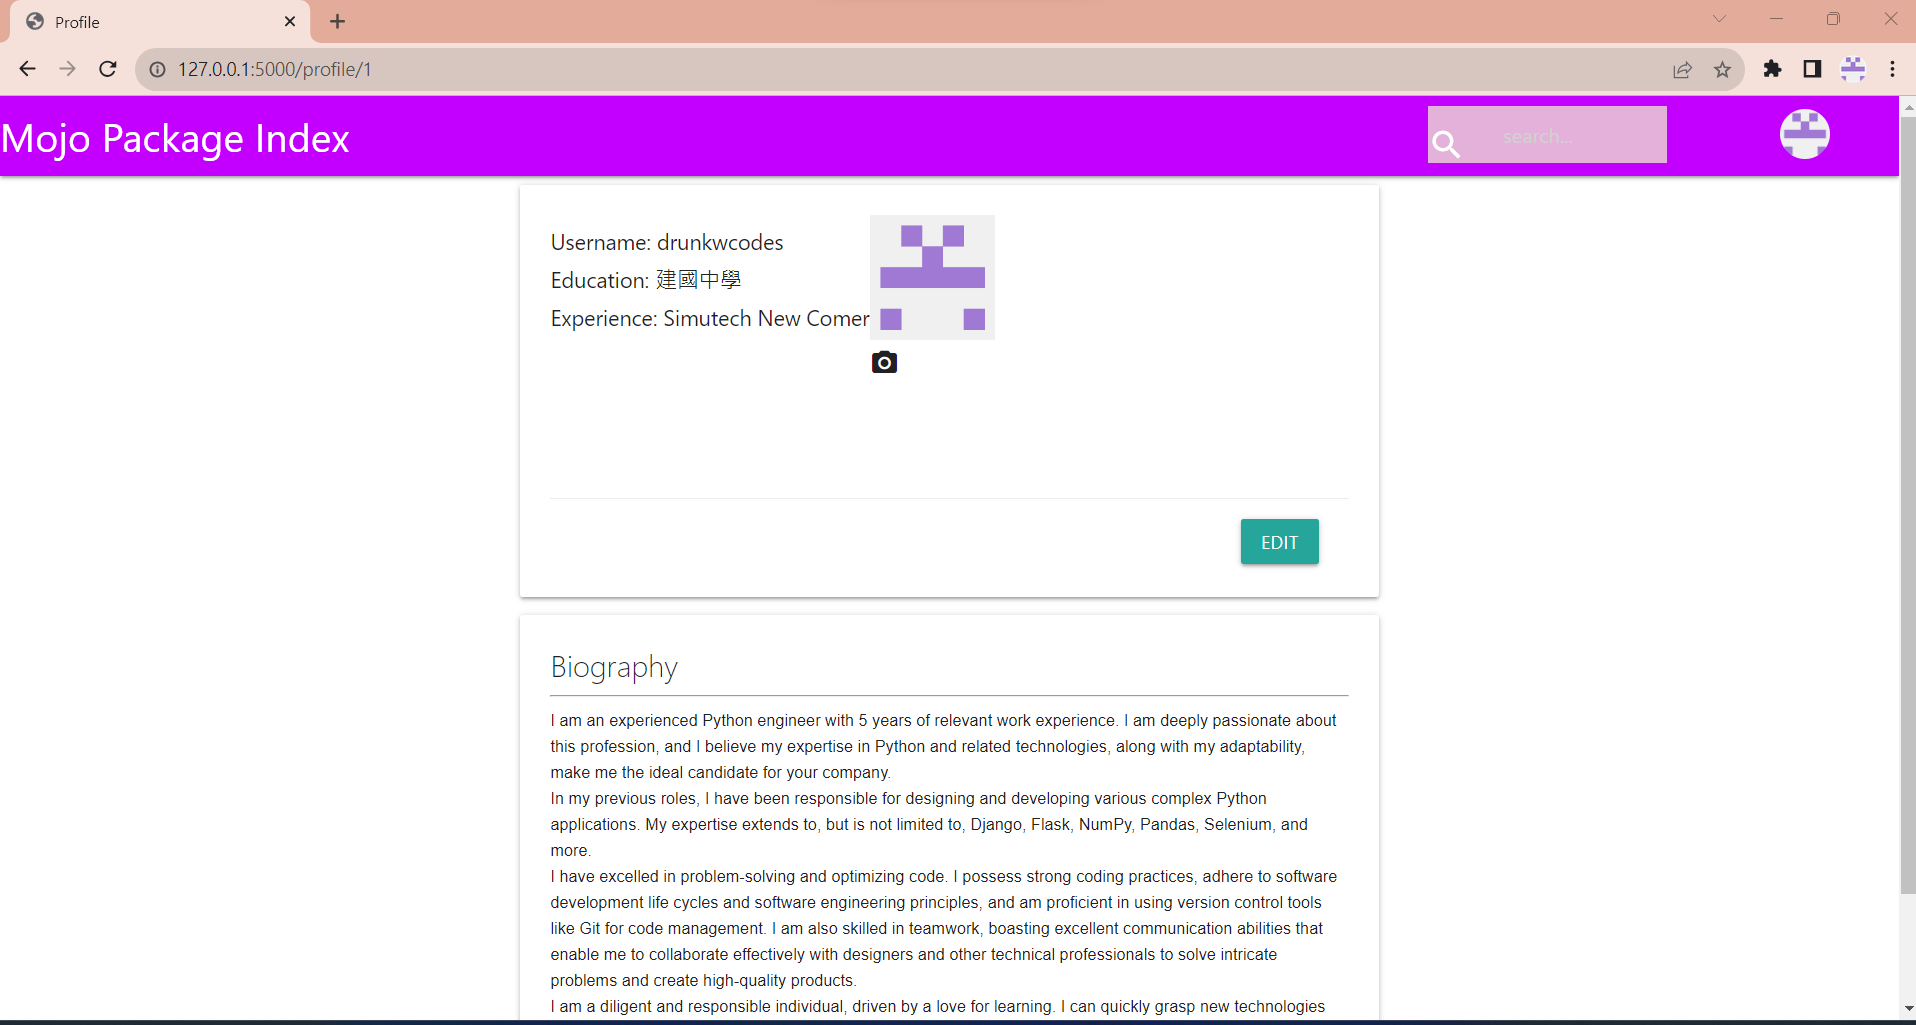 Profile
127.0.0.1:5000/profile/1
Mojo Package Index
search...
Username: drunkwcodes
Education: 建國中學
Experience: Simutech New Comer
EDIT
Biography
I am an experienced Python engineer with 5 years of relevant work experience. I am deeply passionate about
this profession, and I believe my expertise in Python and related technologies, along with my adaptability,
make me the ideal candidate for your company.
In my previous roles, I have been responsible for designing and developing various complex Python
applications. My expertise extends to, but is not limited to, Django, Flask, NumPy, Pandas, Selenium, and
more.
I have excelled in problem-solving and optimizing code. I possess strong coding practices, adhere to software
development life cycles and software engineering principles, and am proficient in using version control tools
like Git for code management. I am also skilled in teamwork, boasting excellent communication abilities that
enable me to collaborate effectively with designers and other technical professionals to solve intricate
problems and create high-quality products.
I am a diligent and responsible individual, driven by a love for learning. I can quickly grasp new technologies